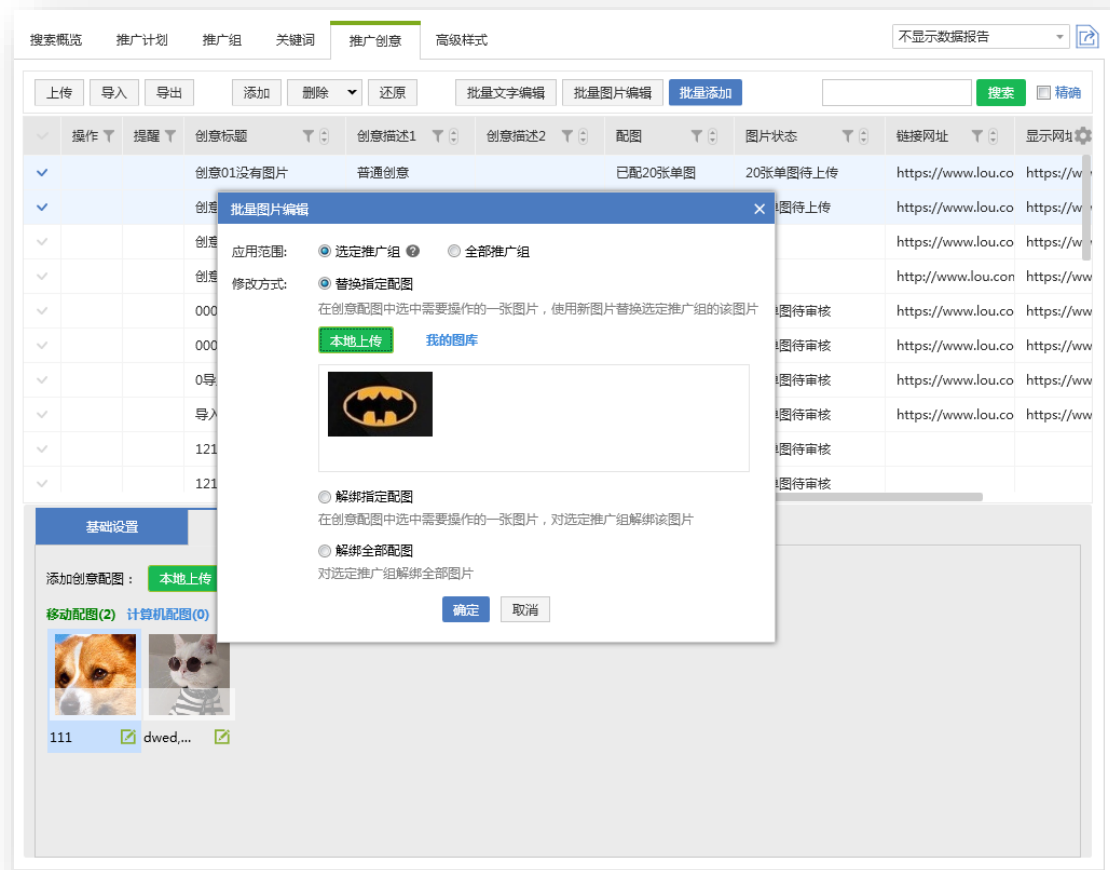 搜索概览 推广计划 推广组 关键词 推广创意 高级样式 不显示数据报告
上传 导入 导出 添加 删除 还原 批量文字编辑 批量图片编辑 批量添加 搜索 精确
操作 提醒 创意标题 创意描述1 创意描述2 配图 图片状态 链接网址 显示网址
创意01没有图片 普通创意 已配20张单图 20张单图待上传 https://www.lou.co https://w
创意 单图待上传 https://www.lou.co https://w
创意 https://www.lou.co https://w
创意 http://www.lou.con https://ww
000 单图待审核 https://www.lou.co https://ww
000 单图待审核 https://www.lou.co https://ww
0导 单图待审核 https://www.lou.co https://ww
导入 单图待审核 https://www.lou.co https://ww
121 单图待审核
121 单图待审核
批量图片编辑
应用范围: 选定推广组 全部推广组
修改方式: 替换指定配图
在创意配图中选中需要操作的一张图片，使用新图片替换选定推广组的该图片
本地上传 我的图库
解绑指定配图
在创意配图中选中需要操作的一张图片，对选定推广组解绑该图片
解绑全部配图
对选定推广组解绑全部图片
确定 取消
基础设置
添加创意配图： 本地上传
移动配图(2) 计算机配图(0)
111 dwed,...